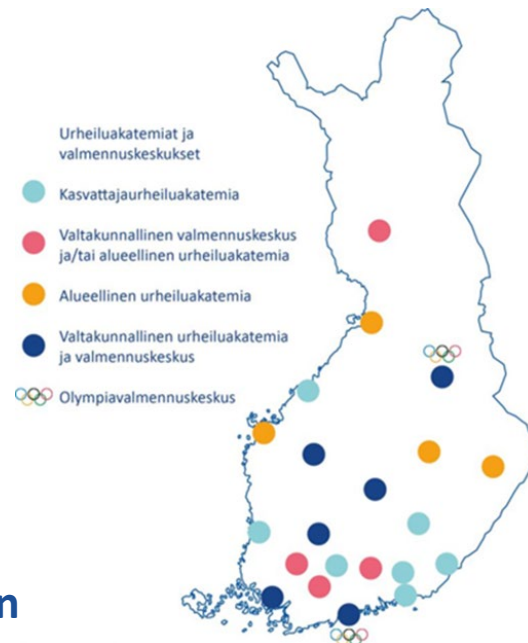 Urheiluakatemiat ja
valmennuskeskukset
Kasvattajaurheiluakatemia
Valtakunnallinen valmennuskeskus
ja/tai alueellinen urheiluakatemia
Alueellinen urheiluakatemia
Valtakunnallinen urheiluakatemia
ja valmennuskeskus
Olympiavalmennuskeskus
n